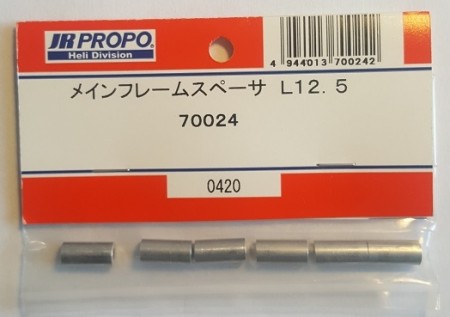 JR PROPO®
Heli Division
4 944013 700242
メインフレームスペーサ L12.5
70024
0420